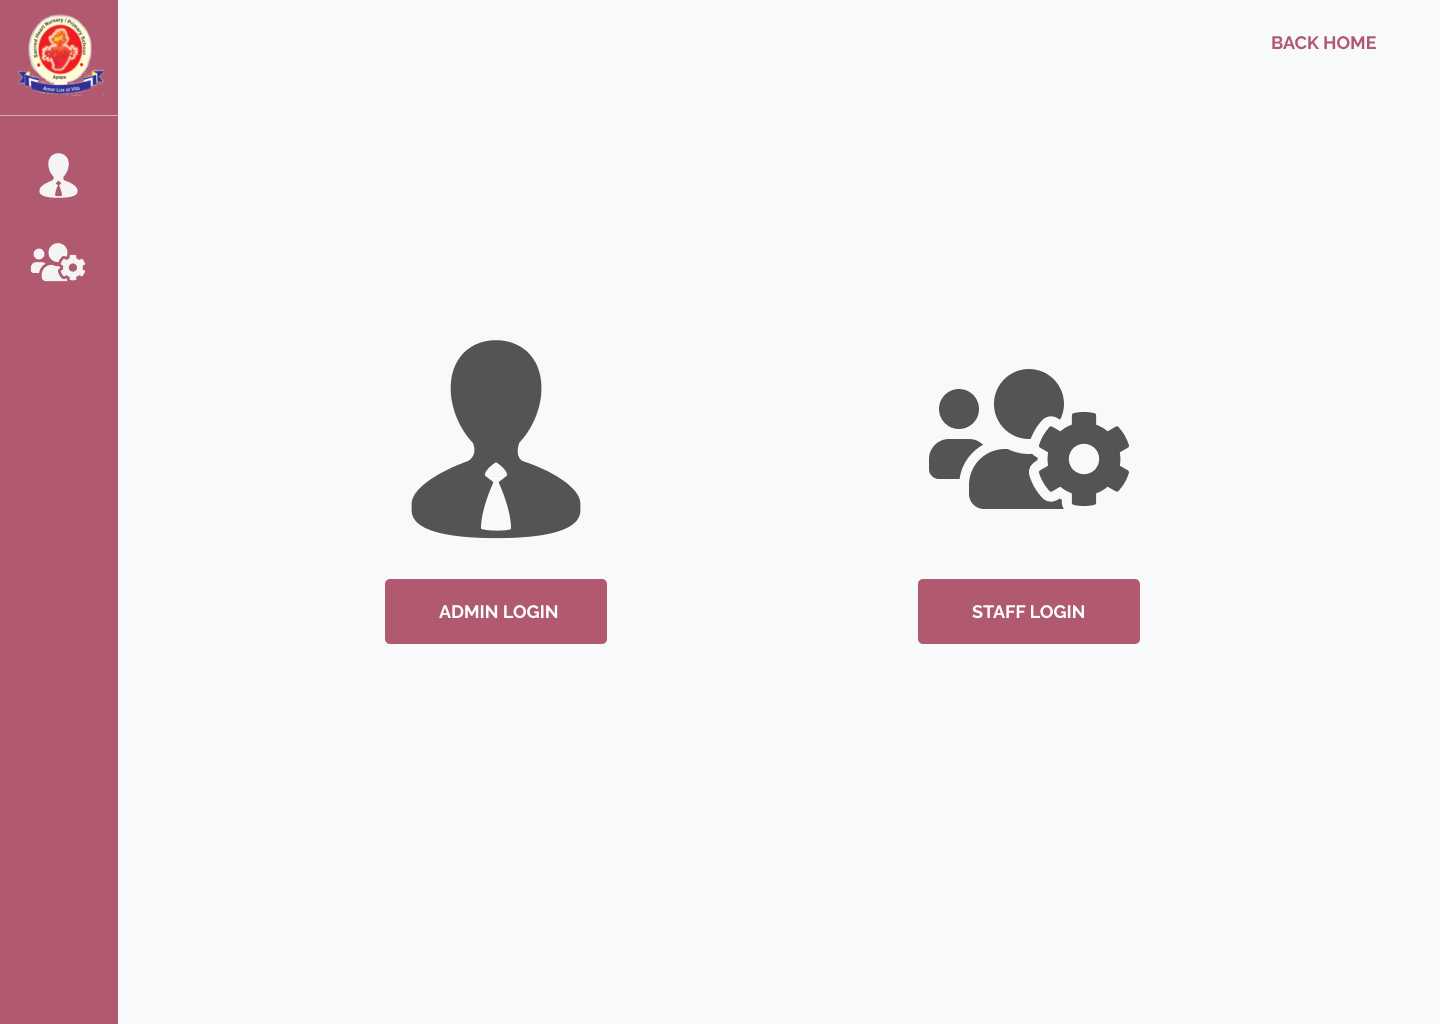 Sacred Heart Nursery / Primary School
Apapa
Amor Lux et Vita
BACK HOME
ADMIN LOGIN
STAFF LOGIN